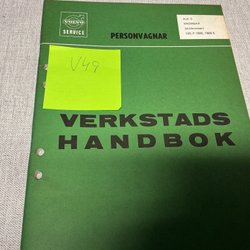 VOLVO
SERVICE
PERSONVAGNAR
V49
VERKSTADS
HANDBOK